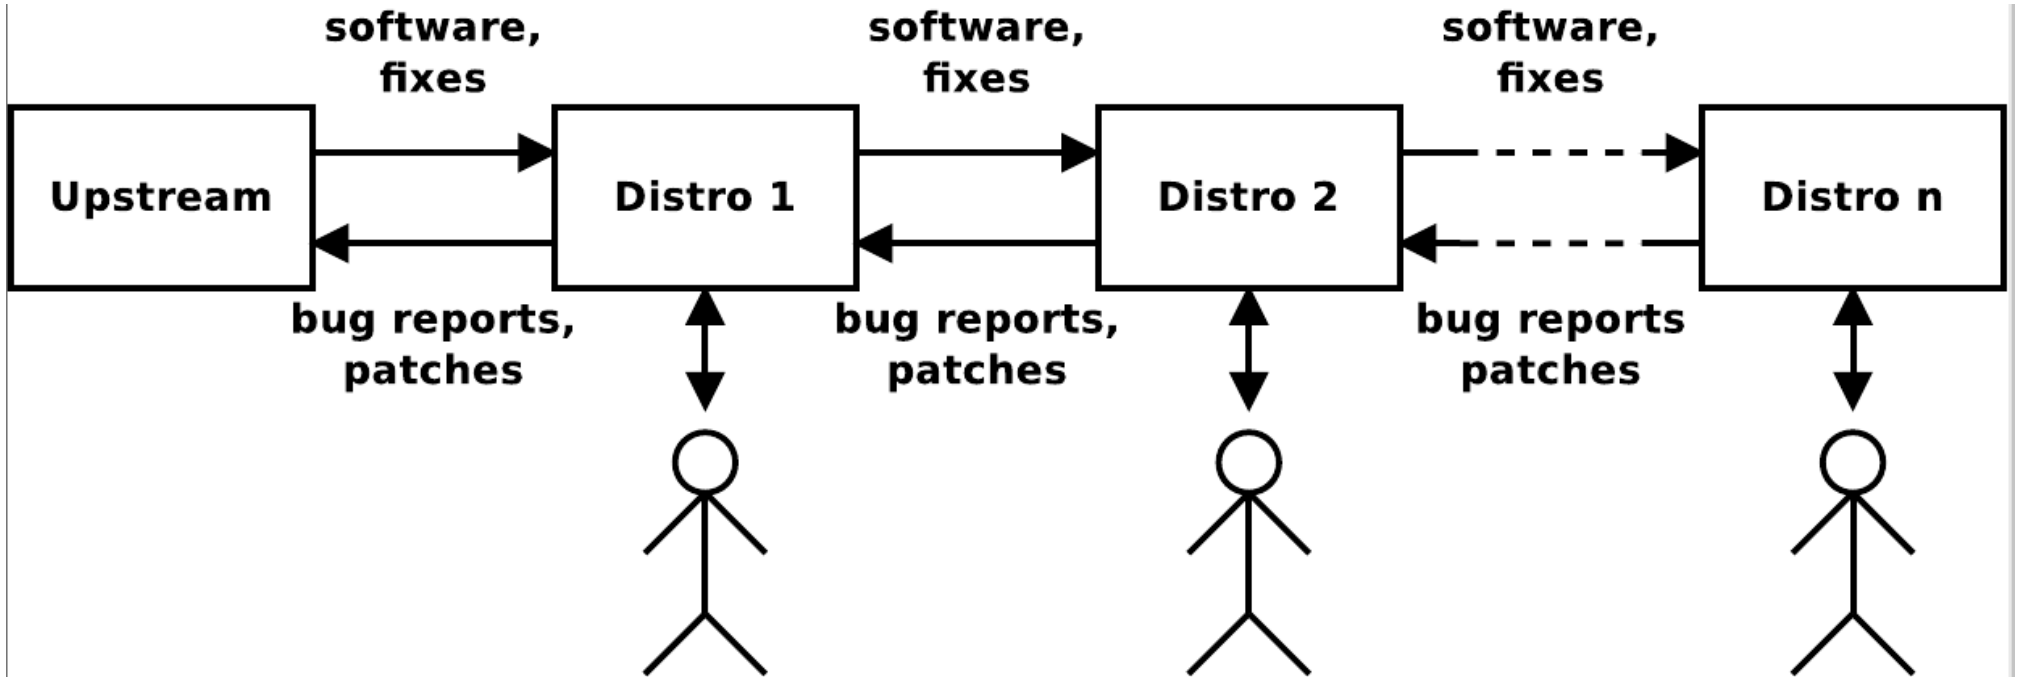 software,
fixes
software,
fixes
software,
fixes
Upstream
Distro 1
Distro 2
Distro n
bug reports,
patches
bug reports,
patches
bug reports
patches